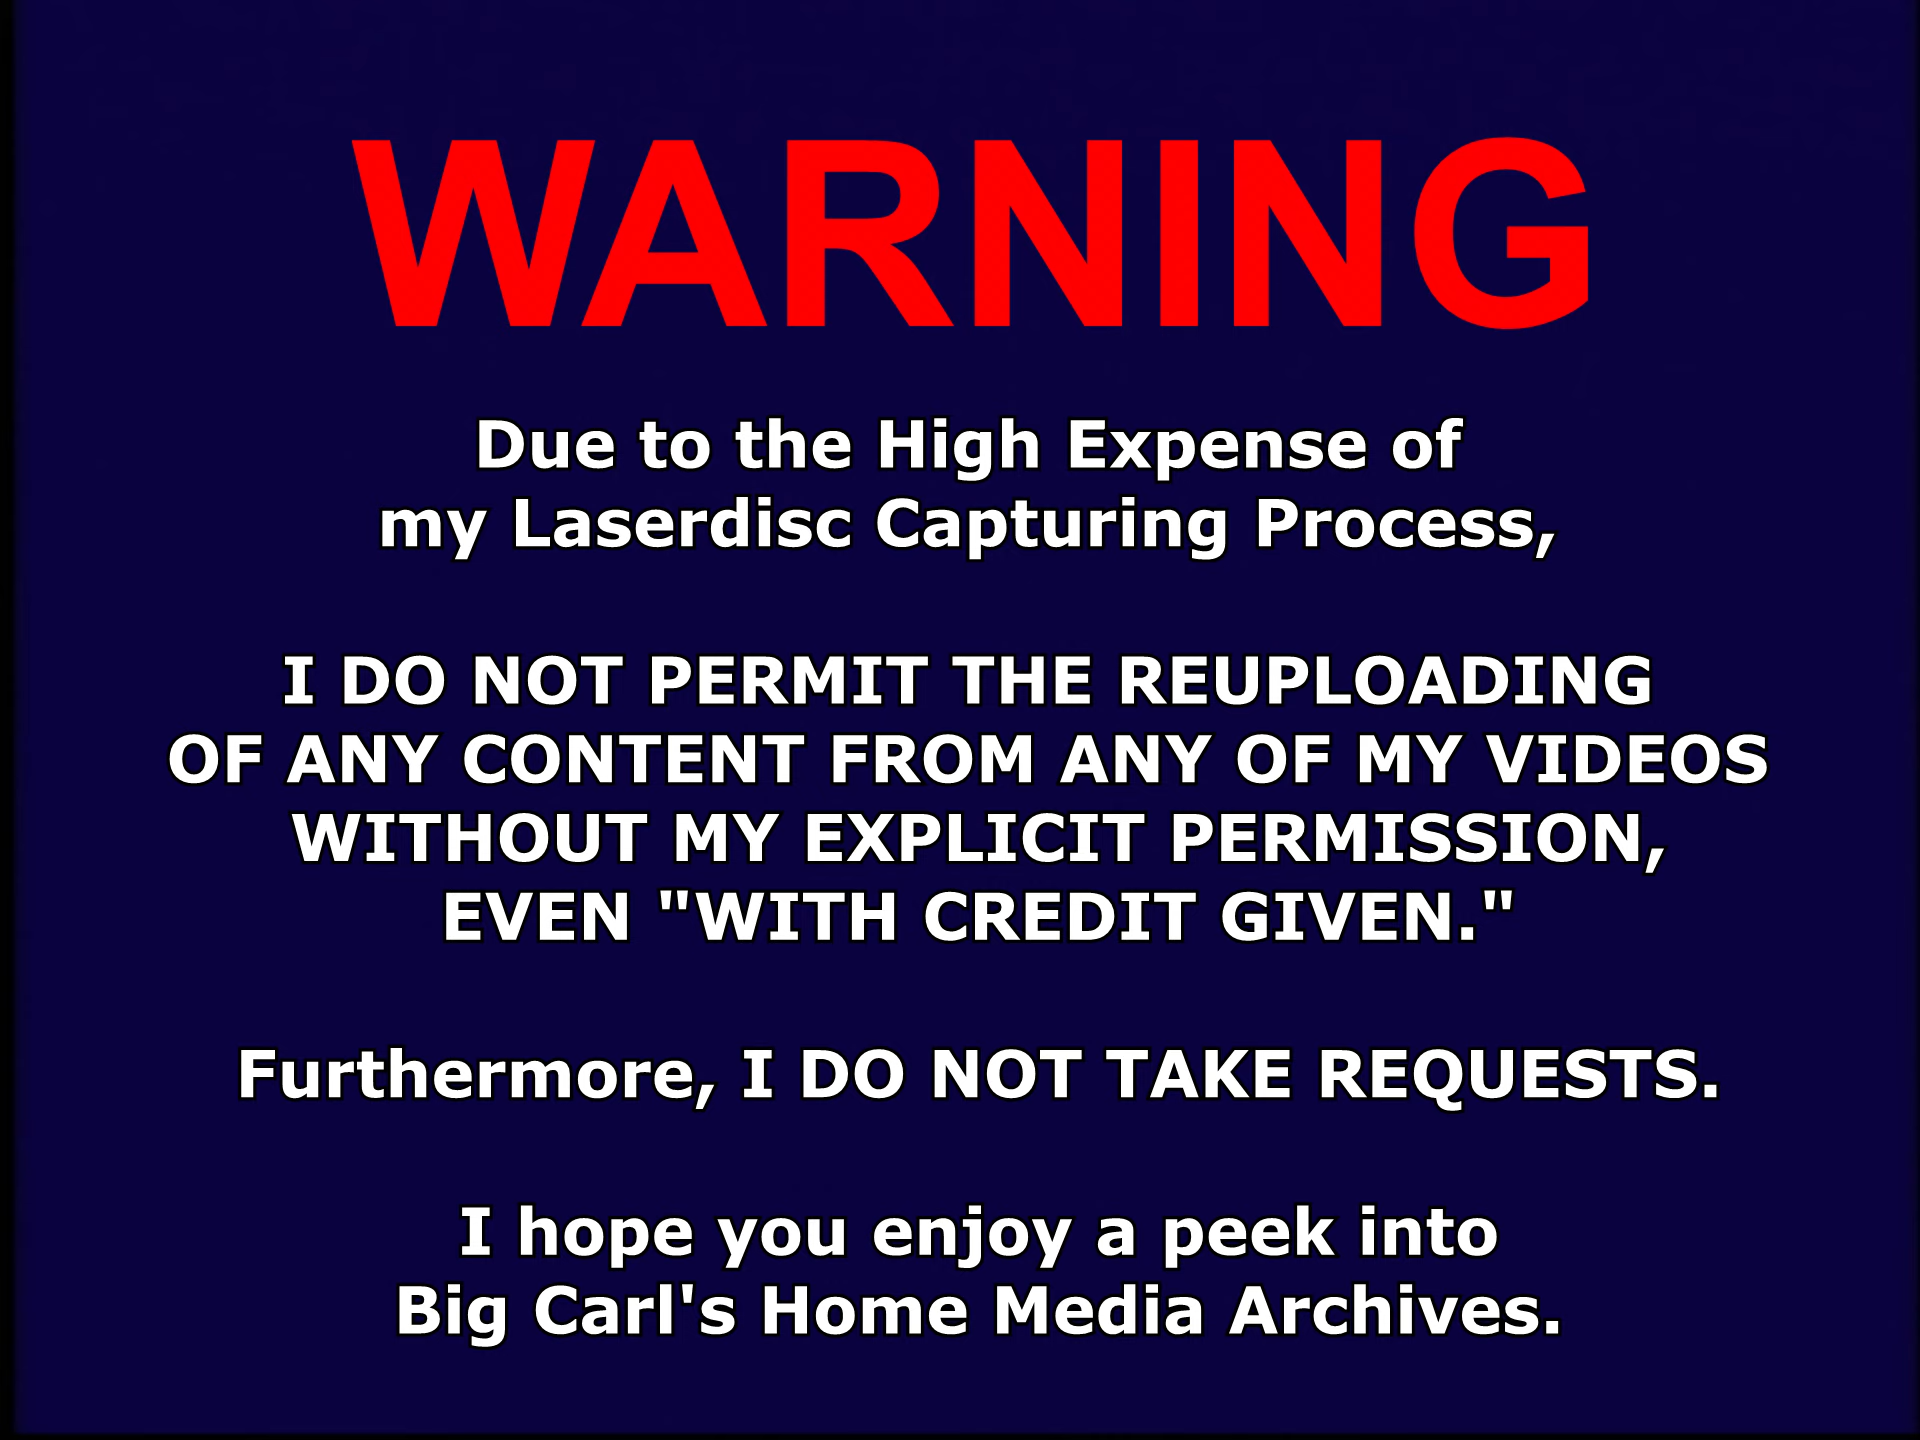 WARNING
Due to the High Expense of
my Laserdisc Capturing Process,
I DO NOT PERMIT THE REUPLOADING
OF ANY CONTENT FROM ANY OF MY VIDEOS
WITHOUT MY EXPLICIT PERMISSION,
EVEN "WITH CREDIT GIVEN."
Furthermore, I DO NOT TAKE REQUESTS.
I hope you enjoy a peek into
Big Carl's Home Media Archives.